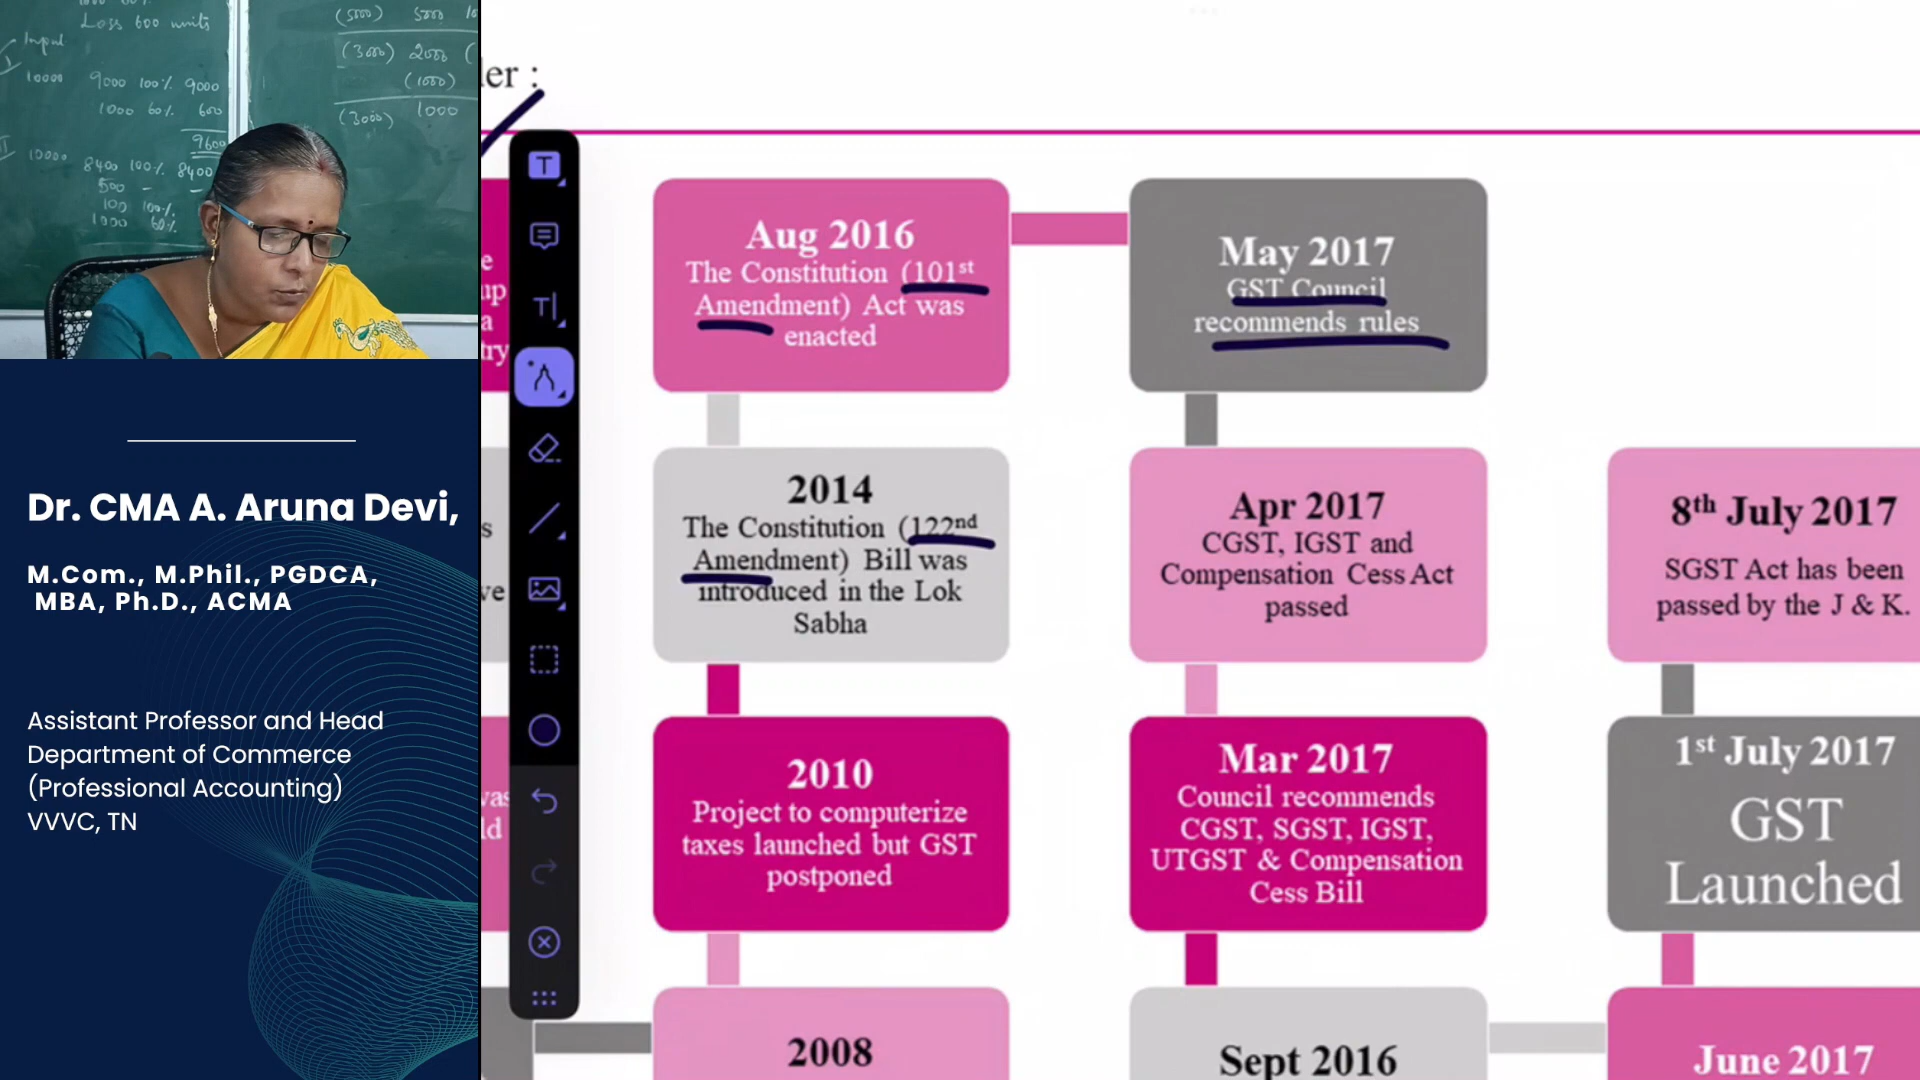 Loss 600 units
Input
10000 9000 100% 9000
1000 60% 600
9600
10000 8400 100% 8400
500 - -
100 100%
1000 60%
(5000) 5000
(3000) 2000 (
(1000)
(3000) 1000
Dr. CMA A. Aruna Devi,
M.Com., M.Phil., PGDCA,
MBA, Ph.D., ACMA
Assistant Professor and Head
Department of Commerce
(Professional Accounting)
VVVC, TN
er :
e
up
a
try
s
ve
vas
ld
T
T
Aug 2016
The Constitution (101st
Amendment) Act was
enacted
2014
The Constitution (122nd
Amendment) Bill was
introduced in the Lok
Sabha
2010
Project to computerize
taxes launched but GST
postponed
2008
May 2017
GST Council
recommends rules
Apr 2017
CGST, IGST and
Compensation Cess Act
passed
Mar 2017
Council recommends
CGST, SGST, IGST,
UTGST & Compensation
Cess Bill
Sept 2016
8th July 2017
SGST Act has been
passed by the J & K.
1st July 2017
GST
Launched
June 2017